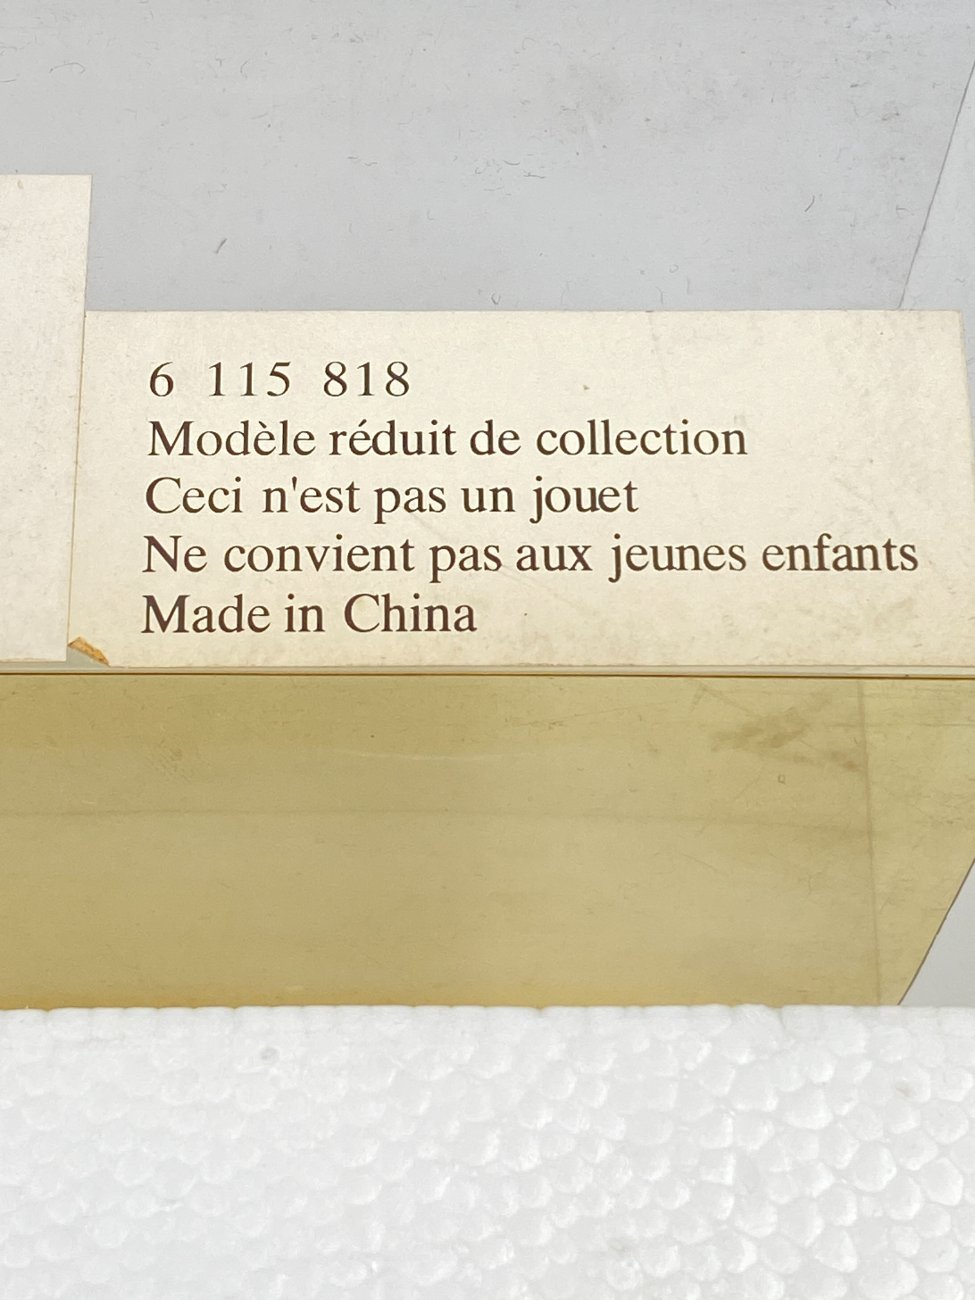 6 115 818
Modèle réduit de collection
Ceci n'est pas un jouet
Ne convient pas aux jeunes enfants
Made in China